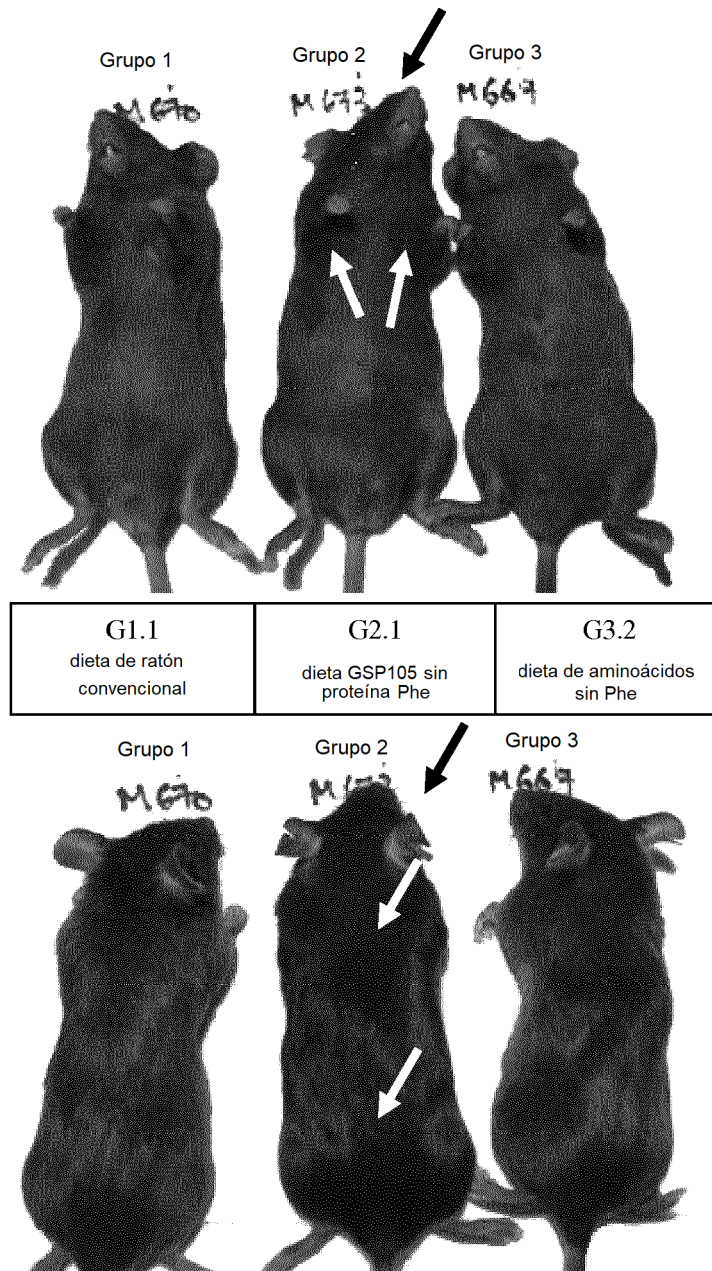 Grupo 1
Grupo 2
Grupo 3
M670
M673
M667
G1.1
dieta de ratón
convencional
G2.1
dieta GSP105 sin
proteína Phe
G3.2
dieta de aminoácidos
sin Phe
Grupo 1
Grupo 2
Grupo 3
M670
M667